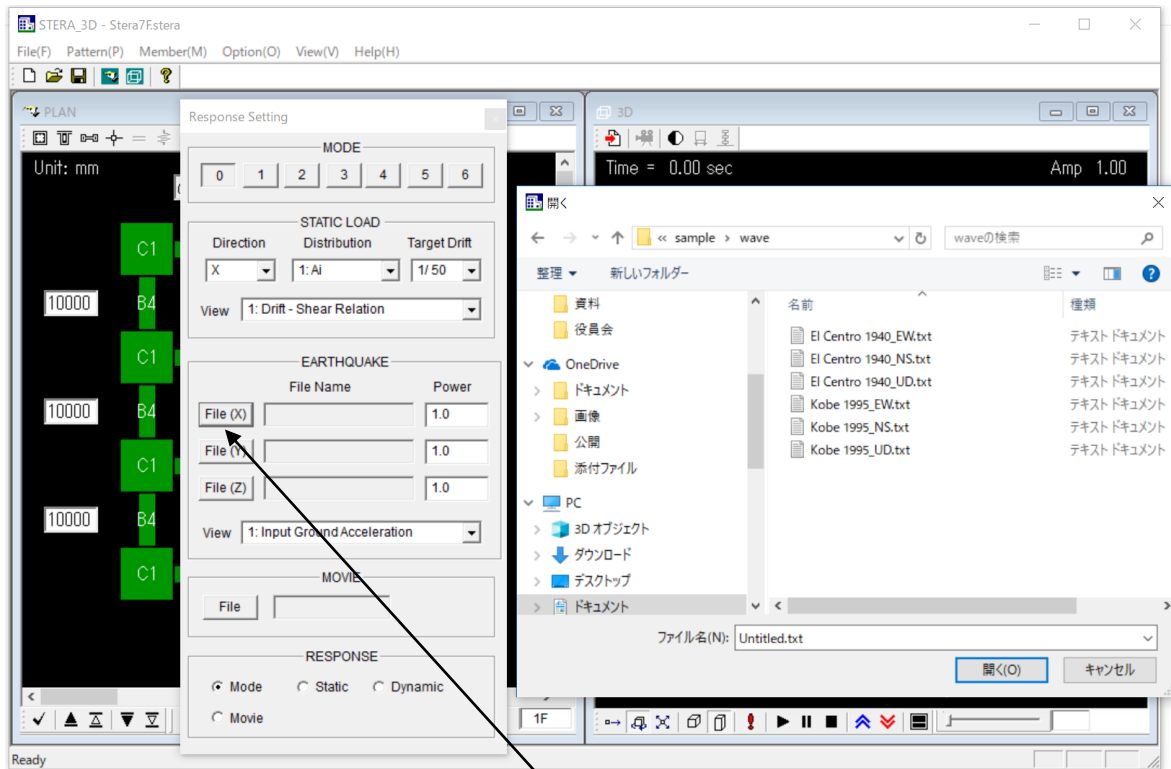 STERA_3D - Stera7F.stera
File(F) Pattern(P) Member(M) Option(O) View(V) Help(H)
PLAN
Unit: mm
C1
10000 B4
C1
10000 B4
C1
10000 B4
C1
1F
Response Setting
MODE
0 1 2 3 4 5 6
STATIC LOAD
Direction Distribution Target Drift
X 1: Ai 1/ 50
View 1: Drift - Shear Relation
EARTHQUAKE
File Name Power
File (X) 1.0
File (Y) 1.0
File (Z) 1.0
View 1: Input Ground Acceleration
MOVIE
File
RESPONSE
Mode Static Dynamic
Movie
3D
Time = 0.00 sec Amp 1.00
開く
« sample › wave waveの検索
整理 新しいフォルダー
資料
役員会
OneDrive
ドキュメント
画像
公開
添付ファイル
PC
3D オブジェクト
ダウンロード
デスクトップ
ドキュメント
名前 種類
El Centro 1940_EW.txt テキスト ドキュメント
El Centro 1940_NS.txt テキスト ドキュメント
El Centro 1940_UD.txt テキスト ドキュメント
Kobe 1995_EW.txt テキスト ドキュメント
Kobe 1995_NS.txt テキスト ドキュメント
Kobe 1995_UD.txt テキスト ドキュメント
ファイル名(N): Untitled.txt
開く(O) キャンセル
Ready